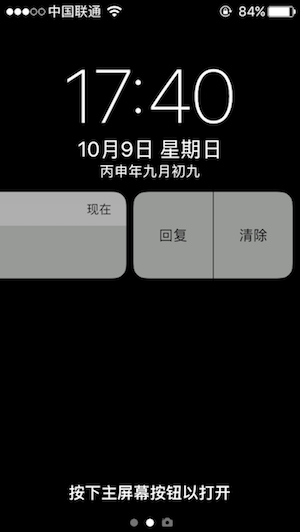 中国联通 84%
17:40
10月9日 星期日
丙申年九月初九
现在
回复 清除
按下主屏幕按钮以打开